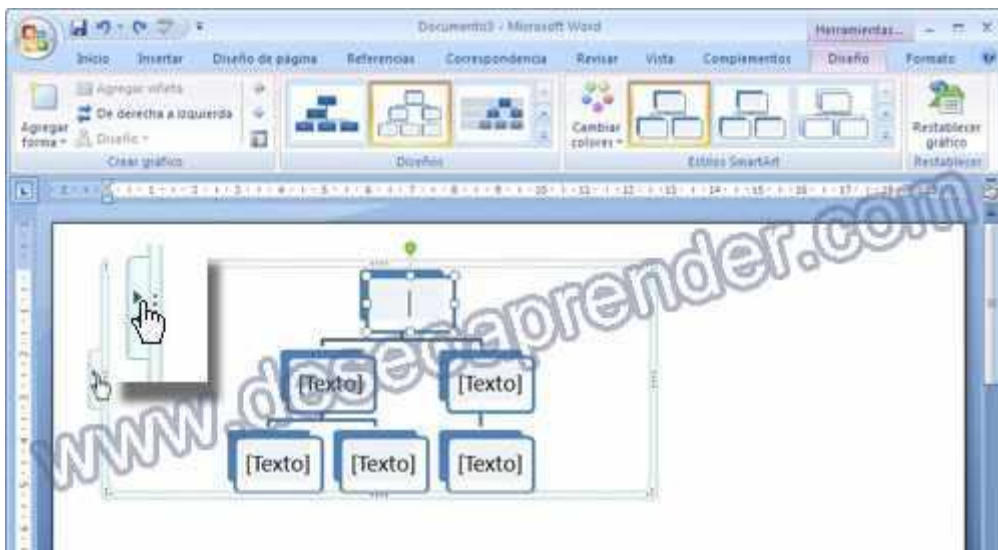 Documento3 - Microsoft Word
Herramientas...
Inicio Insertar Diseño de página Referencias Correspondencia Revisar Vista Complementos Diseño Formato
Agregar viñeta
De derecha a izquierda
Diseño
Agregar forma
Cambiar colores
Restablecer gráfico
Crear gráfico Diseños Estilos SmartArt Restablecer
[Texto] [Texto]
[Texto] [Texto] [Texto]
www.deseoaprender.com